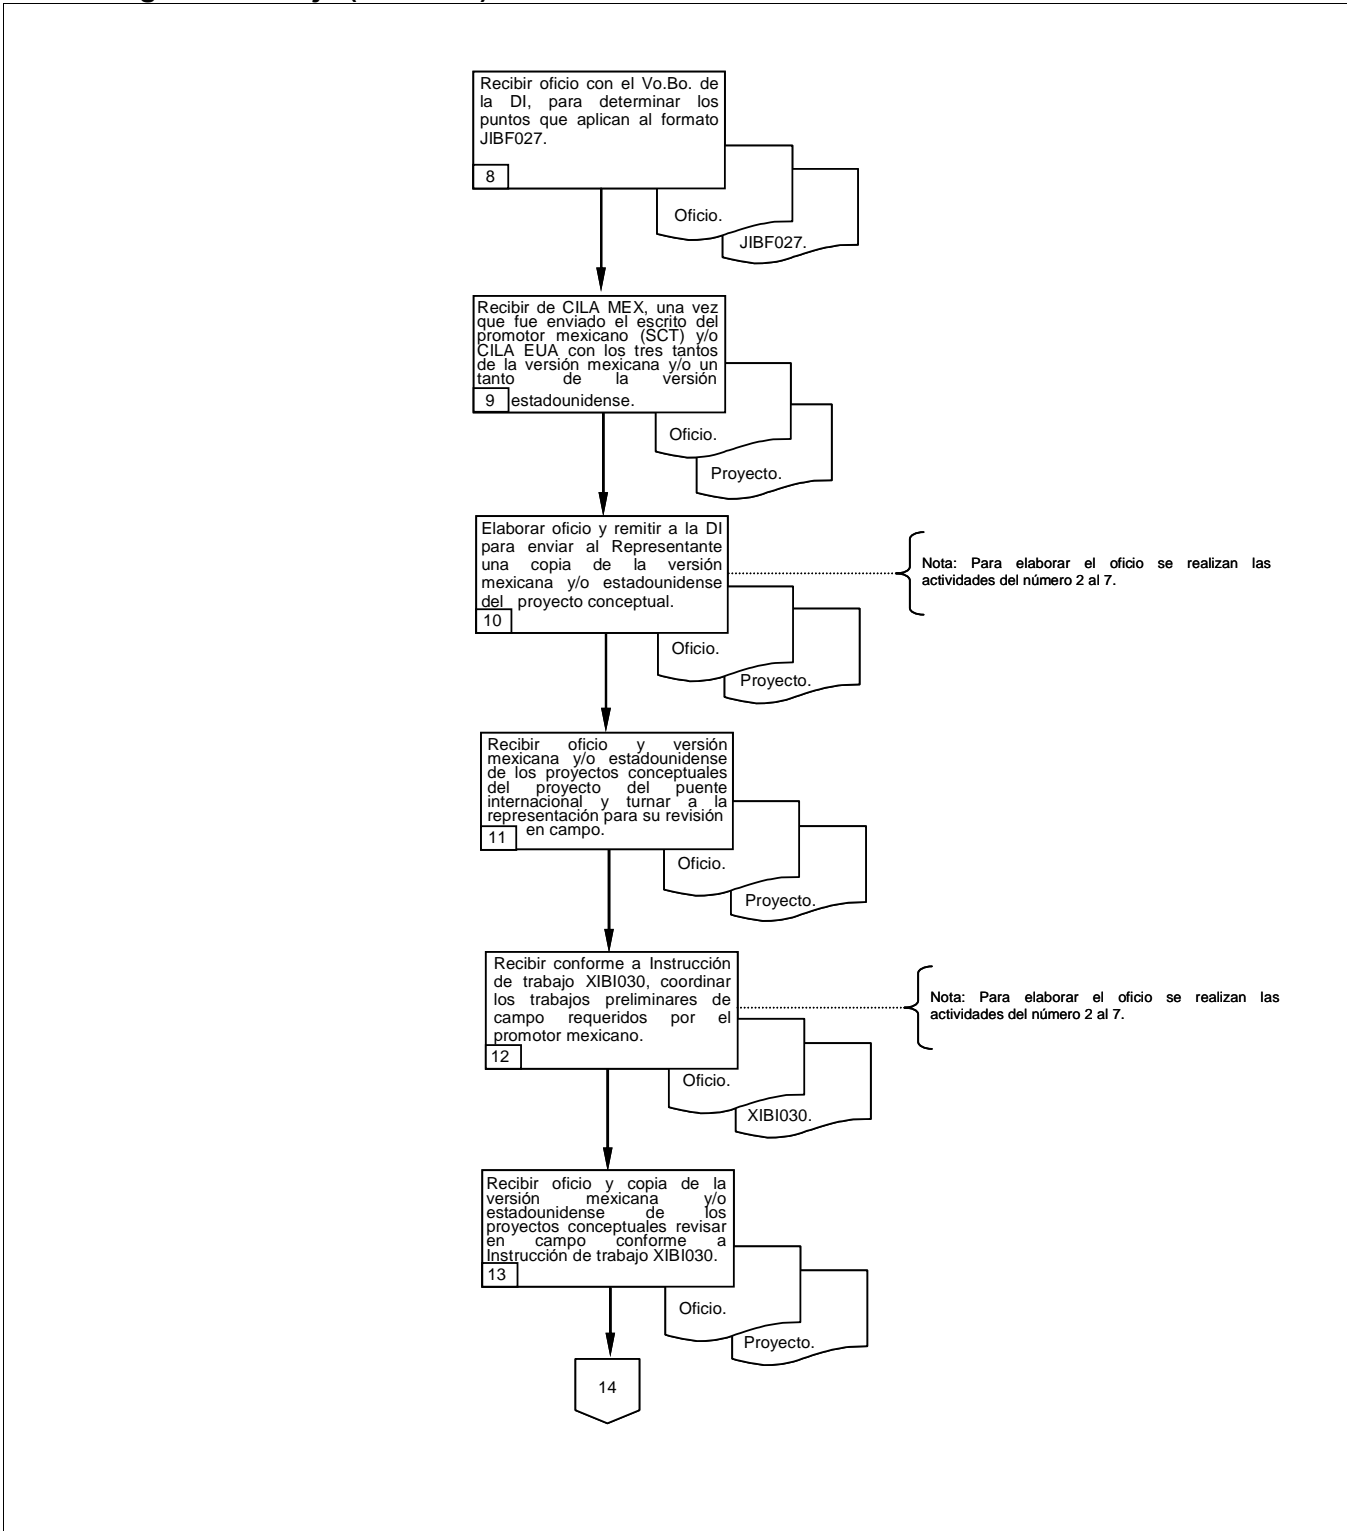 Recibir oficio con el Vo.Bo. de
la DI, para determinar los
puntos que aplican al formato
JIBF027.
8
Oficio.
JIBF027.
Recibir de CILA MEX, una vez
que fue enviado el escrito del
promotor mexicano (SCT) y/o
CILA EUA con los tres tantos
de la versión mexicana y/o un
tanto de la versión
9 estadounidense.
Oficio.
Proyecto.
Elaborar oficio y remitir a la DI
para enviar al Representante
una copia de la versión
mexicana y/o estadounidense
del proyecto conceptual.
10
Nota: Para elaborar el oficio se realizan las
actividades del número 2 al 7.
Oficio.
Proyecto.
Recibir oficio y versión
mexicana y/o estadounidense
de los proyectos conceptuales
del proyecto del puente
internacional y turnar a la
representación para su revisión
11 en campo.
Oficio.
Proyecto.
Recibir conforme a Instrucción
de trabajo XIBI030, coordinar
los trabajos preliminares de
campo requeridos por el
promotor mexicano.
12
Nota: Para elaborar el oficio se realizan las
actividades del número 2 al 7.
Oficio.
XIBI030.
Recibir oficio y copia de la
versión mexicana y/o
estadounidense de los
proyectos conceptuales revisar
en campo conforme a
Instrucción de trabajo XIBI030.
13
Oficio.
Proyecto.
14